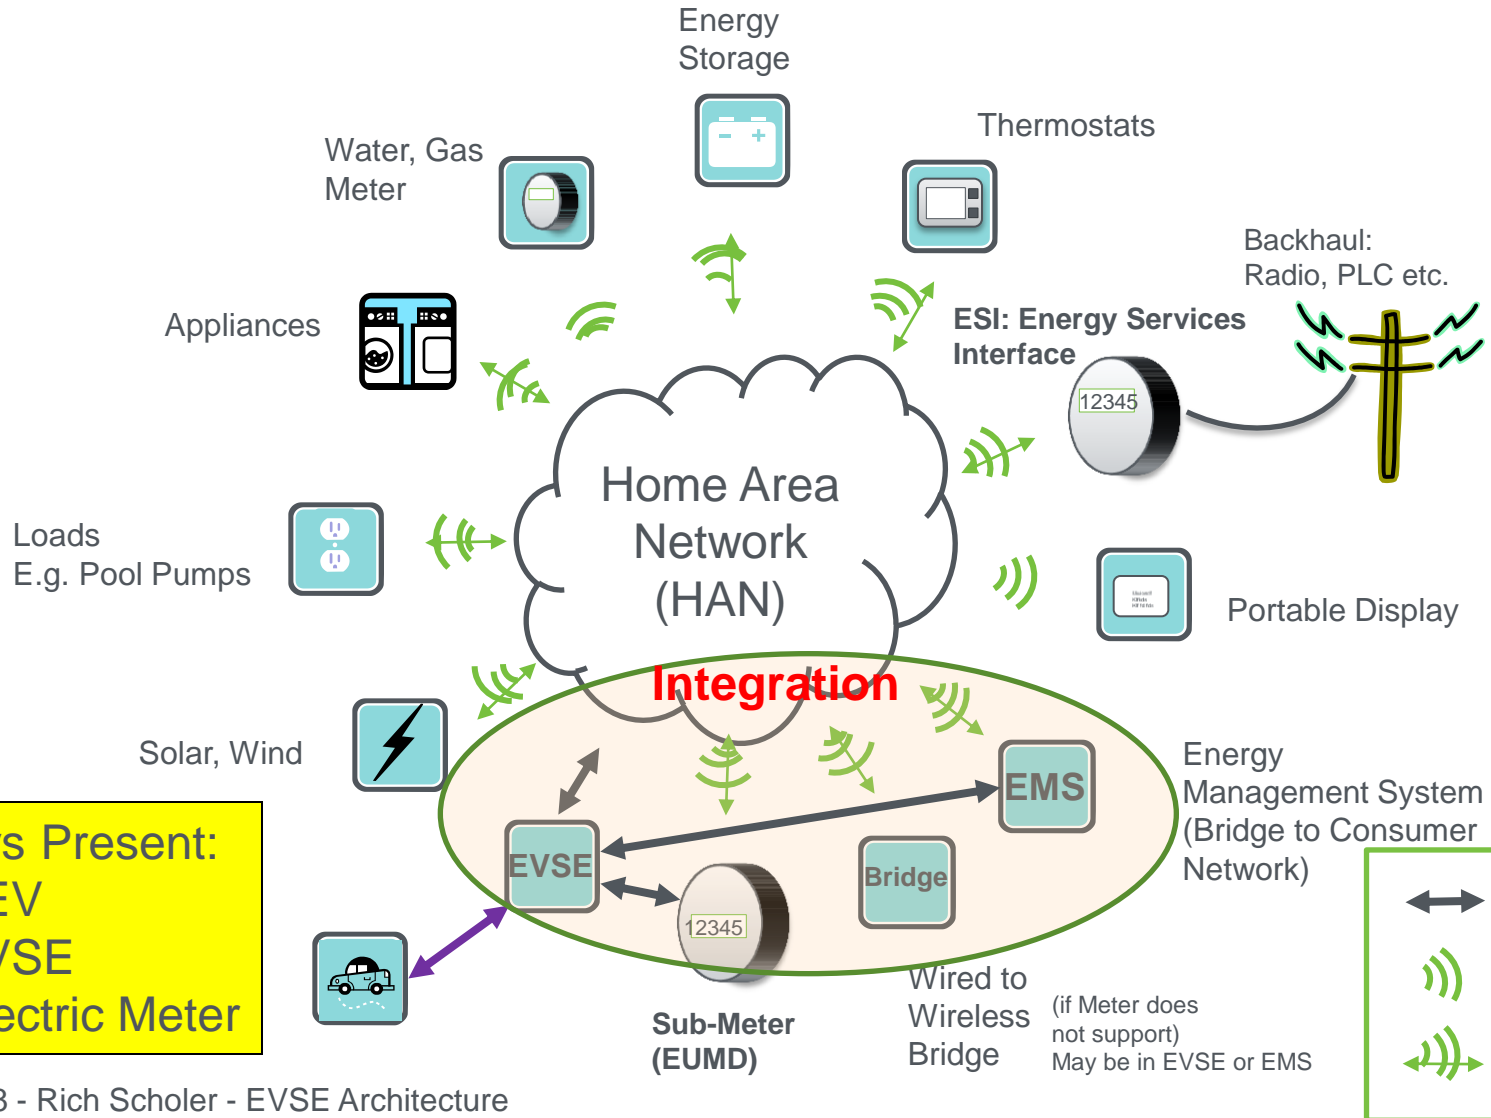 Energy
Storage
Thermostats
Water, Gas
Meter
Backhaul:
Radio, PLC etc.
Appliances
ESI: Energy Services
Interface
12345
Home Area
Network
(HAN)
Loads
E.g. Pool Pumps
Portable Display
Integration
Solar, Wind
EMS
Energy
Management System
(Bridge to Consumer
Network)
s Present:
EV
VSE
ectric Meter
EVSE
Bridge
12345
Sub-Meter
(EUMD)
Wired to
Wireless
Bridge
(if Meter does
not support)
May be in EVSE or EMS
- Rich Scholer - EVSE Architecture